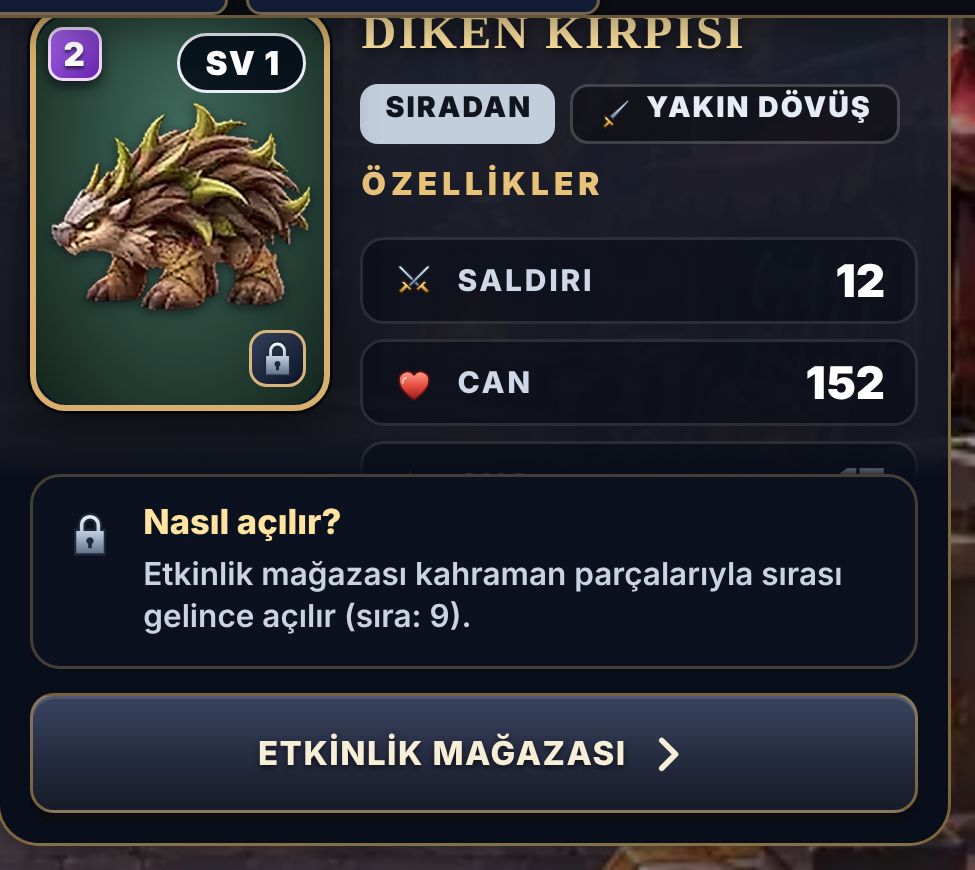 DİKEN KİRPİSİ
2
SV 1
SIRADAN
YAKIN DÖVÜŞ
ÖZELLİKLER
SALDIRI
12
CAN
152
Nasıl açılır?
Etkinlik mağazası kahraman parçalarıyla sırası
gelince açılır (sıra: 9).
ETKİNLİK MAĞAZASI